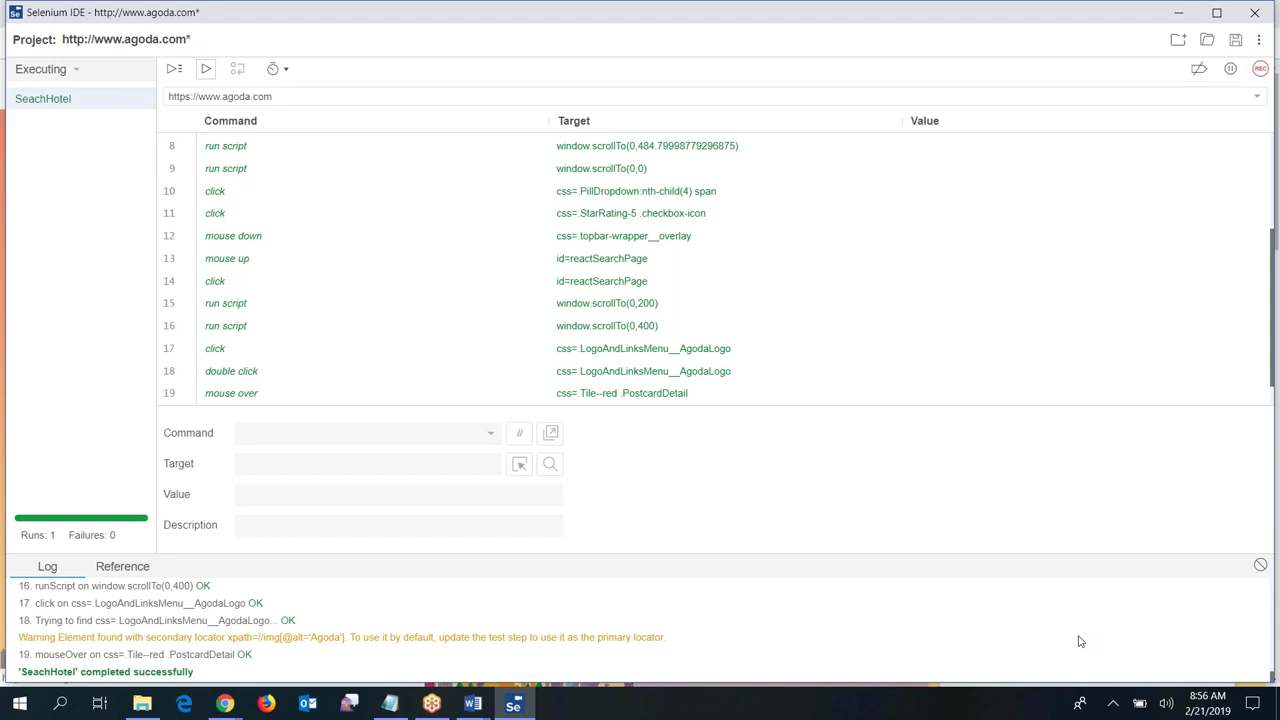 Selenium IDE - http://www.agoda.com*
Project: http://www.agoda.com*
Executing
REC
SeachHotel
https://www.agoda.com
Command Target Value
8 run script window.scrollTo(0,484.79998779296875)
9 run script window.scrollTo(0,0)
10 click css=.PillDropdown:nth-child(4) span
11 click css=.StarRating-5 .checkbox-icon
12 mouse down css=.topbar-wrapper__overlay
13 mouse up id=reactSearchPage
14 click id=reactSearchPage
15 run script window.scrollTo(0,200)
16 run script window.scrollTo(0,400)
17 click css=.LogoAndLinksMenu__AgodaLogo
18 double click css=.LogoAndLinksMenu__AgodaLogo
19 mouse over css=.Tile--red .PostcardDetail
Command //
Target
Value
Description
Runs: 1 Failures: 0
Log Reference
16. runScript on window.scrollTo(0,400) OK
17. click on css=.LogoAndLinksMenu__AgodaLogo OK
18. Trying to find css=.LogoAndLinksMenu__AgodaLogo... OK
Warning Element found with secondary locator xpath=//img[@alt='Agoda']. To use it by default, update the test step to use it as the primary locator.
19. mouseOver on css=.Tile--red .PostcardDetail OK
'SeachHotel' completed successfully
8:56 AM
2/21/2019